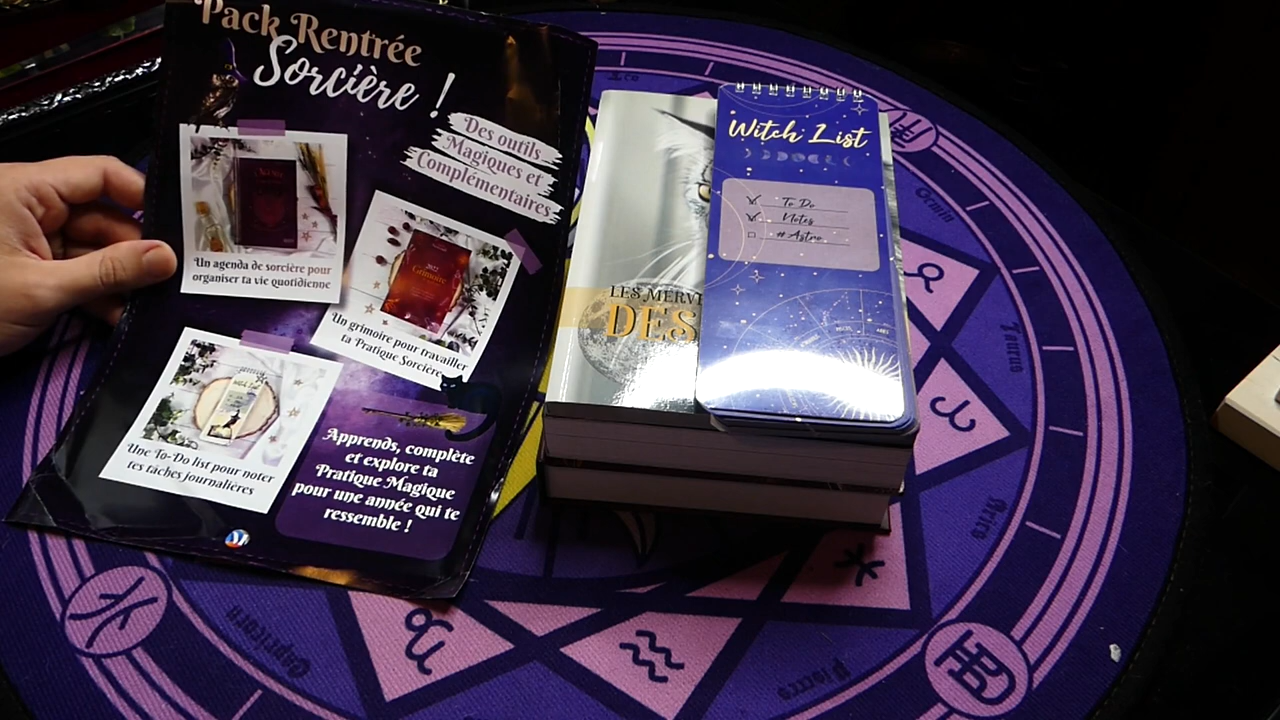 Pack Rentrée
Sorcière !
Des outils
Magiques et
Complémentaires
Un agenda de sorcière pour
organiser ta vie quotidienne
2022
Grimoire
Un grimoire pour travailler
ta Pratique Sorcière
Une To-Do list pour noter
tes tâches journalières
Apprends, complète
et explore ta
Pratique Magique
pour une année qui te
ressemble !
LES MERVE
DES
Witch List
To Do
Notes
#Astro
Gemini
Taurus
Aries
Pisces
Capricorn